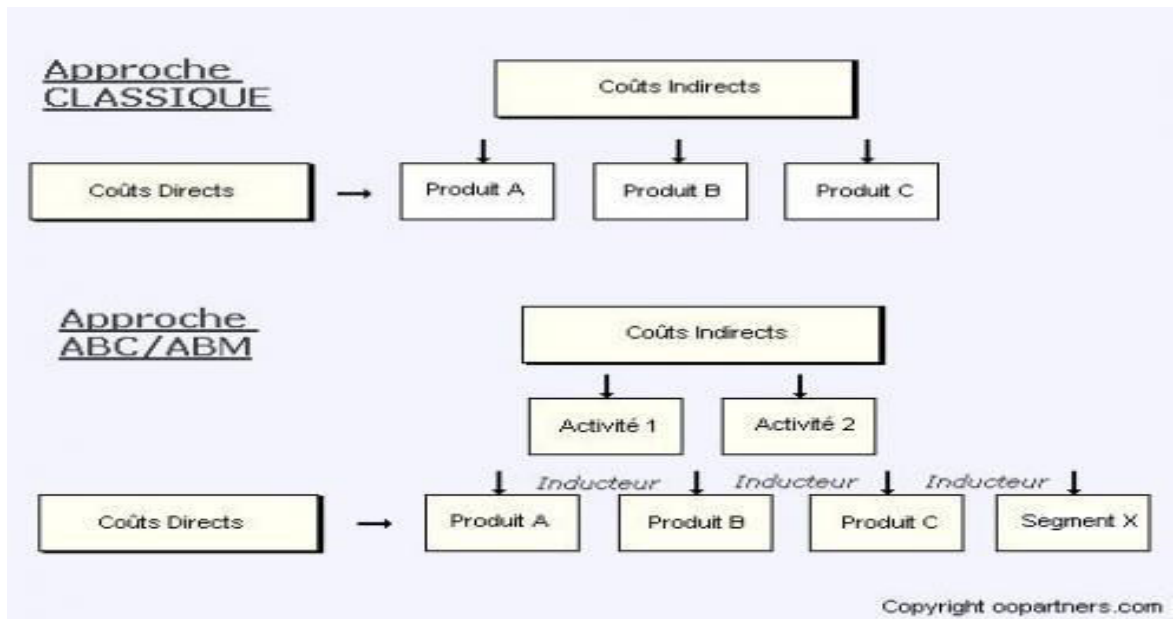 Approche
CLASSIQUE
Coûts Indirects
Coûts Directs
Produit A
Produit B
Produit C
Approche
ABC/ABM
Coûts Indirects
Activité 1
Activité 2
Inducteur
Inducteur
Inducteur
Coûts Directs
Produit A
Produit B
Produit C
Segment X
Copyright oopartners.com